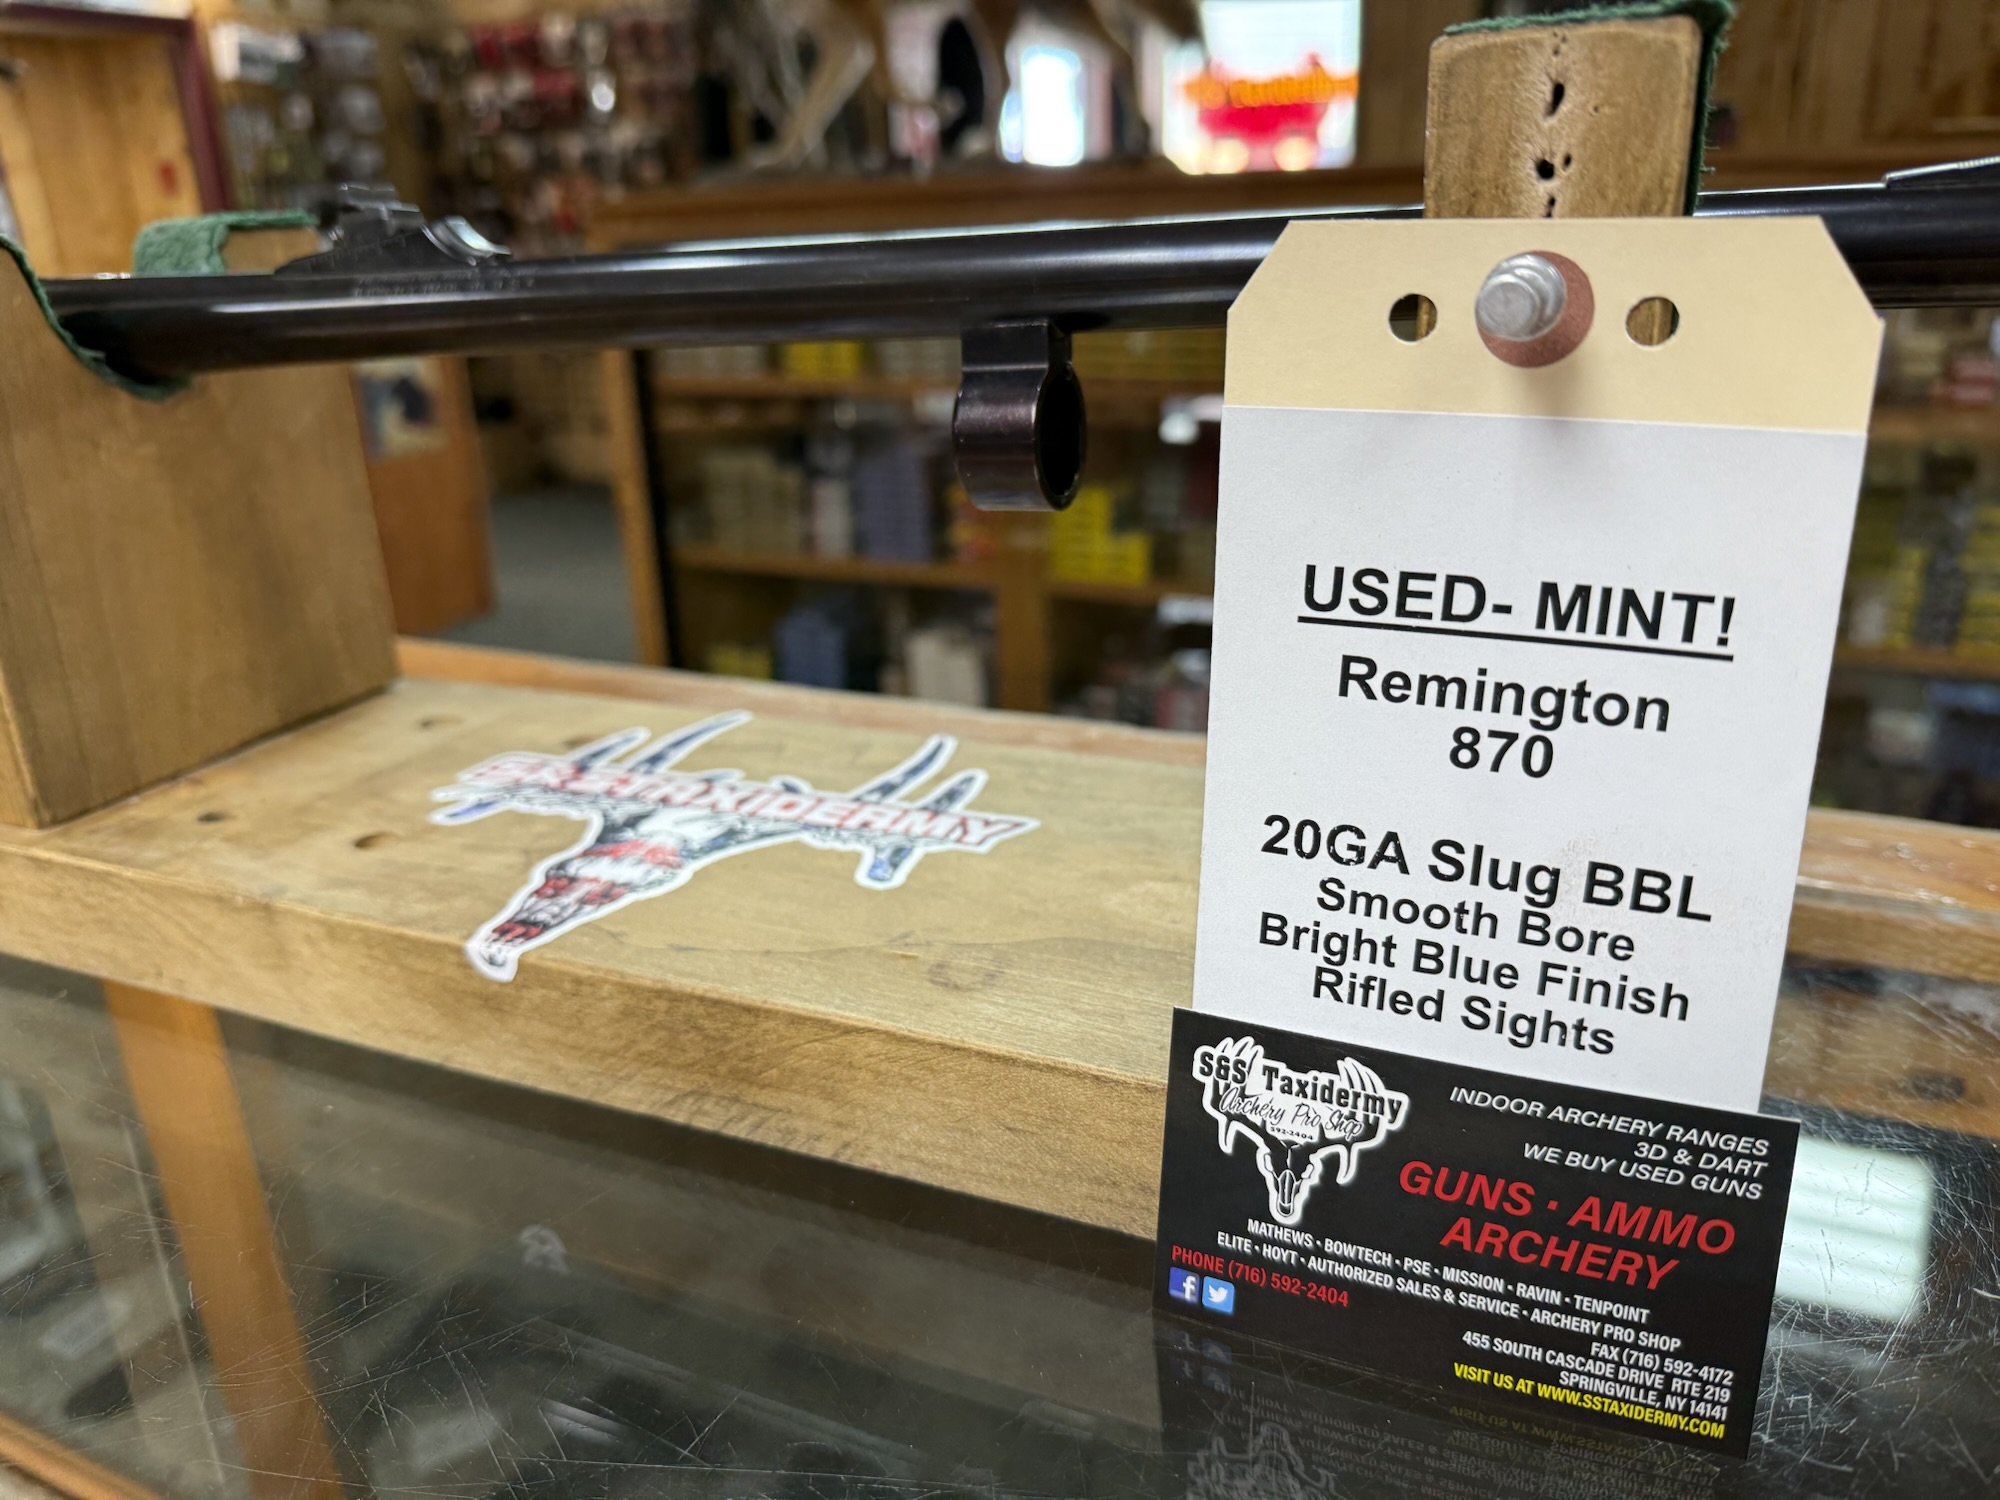 USED- MINT!
Remington
870
20GA Slug BBL
Smooth Bore
Bright Blue Finish
Rifled Sights
S&S TAXIDERMY
S&S Taxidermy
Archery Pro Shop
592-2404
INDOOR ARCHERY RANGES
3D & DART
WE BUY USED GUNS
GUNS · AMMO
ARCHERY
MATHEWS · BOWTECH · PSE · MISSION · RAVIN · TENPOINT
ELITE · HOYT · AUTHORIZED SALES & SERVICE · ARCHERY PRO SHOP
PHONE (716) 592-2404
FAX (716) 592-4172
455 SOUTH CASCADE DRIVE RTE 219
SPRINGVILLE, NY 14141
VISIT US AT WWW.SSTAXIDERMY.COM